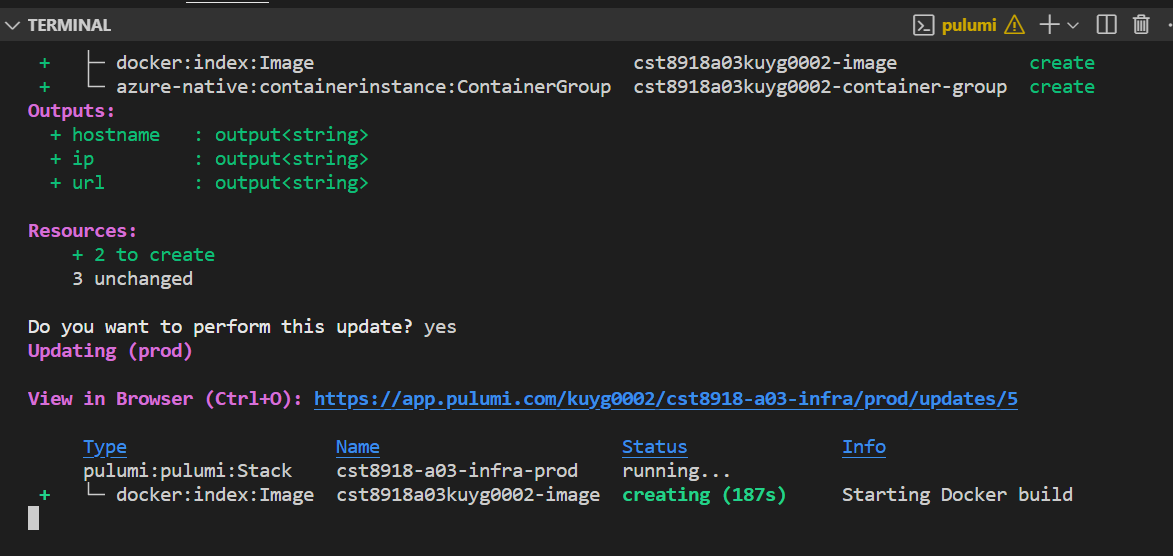 TERMINAL
pulumi
+ docker:index:Image cst8918a03kuyg0002-image create
+ azure-native:containerinstance:ContainerGroup cst8918a03kuyg0002-container-group create
Outputs:
+ hostname : output<string>
+ ip : output<string>
+ url : output<string>
Resources:
+ 2 to create
3 unchanged
Do you want to perform this update? yes
Updating (prod)
View in Browser (Ctrl+O): https://app.pulumi.com/kuyg0002/cst8918-a03-infra/prod/updates/5
Type Name Status Info
pulumi:pulumi:Stack cst8918-a03-infra-prod running...
+ docker:index:Image cst8918a03kuyg0002-image creating (187s) Starting Docker build